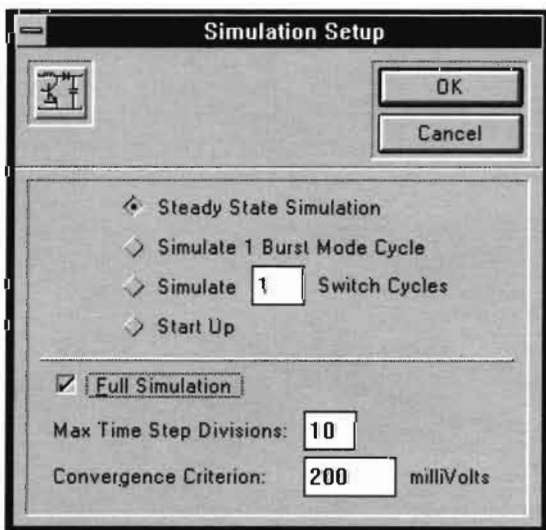 Simulation Setup
OK
Cancel
Steady State Simulation
Simulate 1 Burst Mode Cycle
Simulate 1 Switch Cycles
Start Up
Full Simulation
Max Time Step Divisions: 10
Convergence Criterion: 200 milliVolts